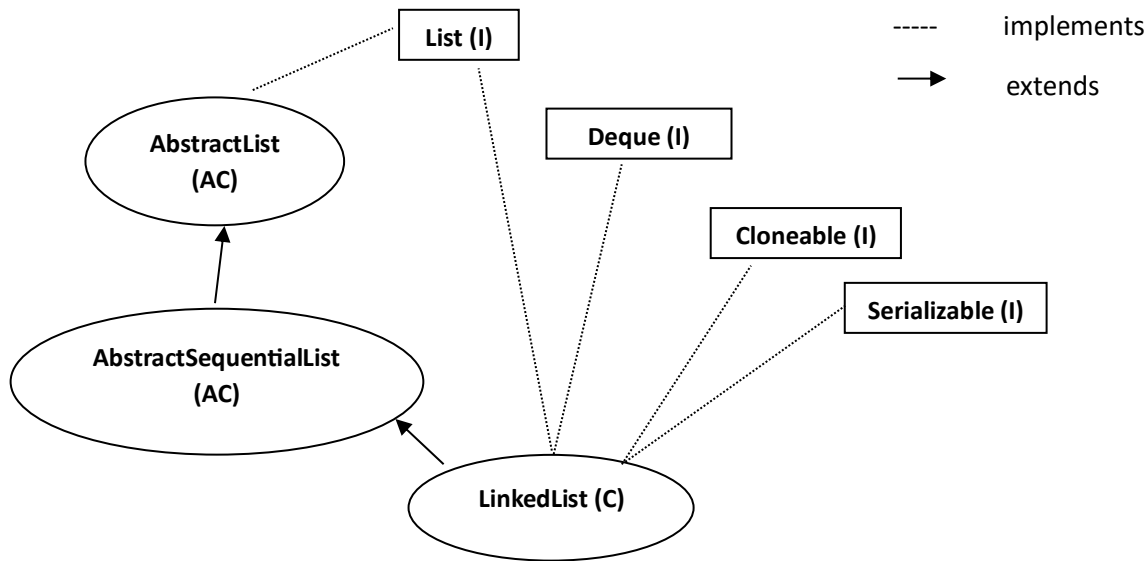 List (I)
implements
extends
Deque (I)
AbstractList
(AC)
Cloneable (I)
Serializable (I)
AbstractSequentialList
(AC)
LinkedList (C)